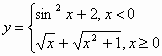 y = { sin² x + 2, x < 0
√x + √(x² + 1), x ≥ 0